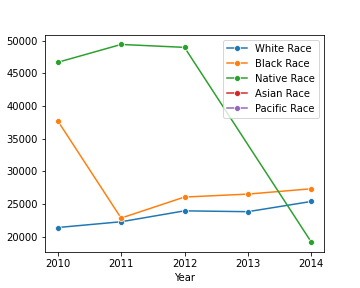 50000
45000
40000
35000
30000
25000
20000
2010
2011
2012
2013
2014
Year
White Race
Black Race
Native Race
Asian Race
Pacific Race